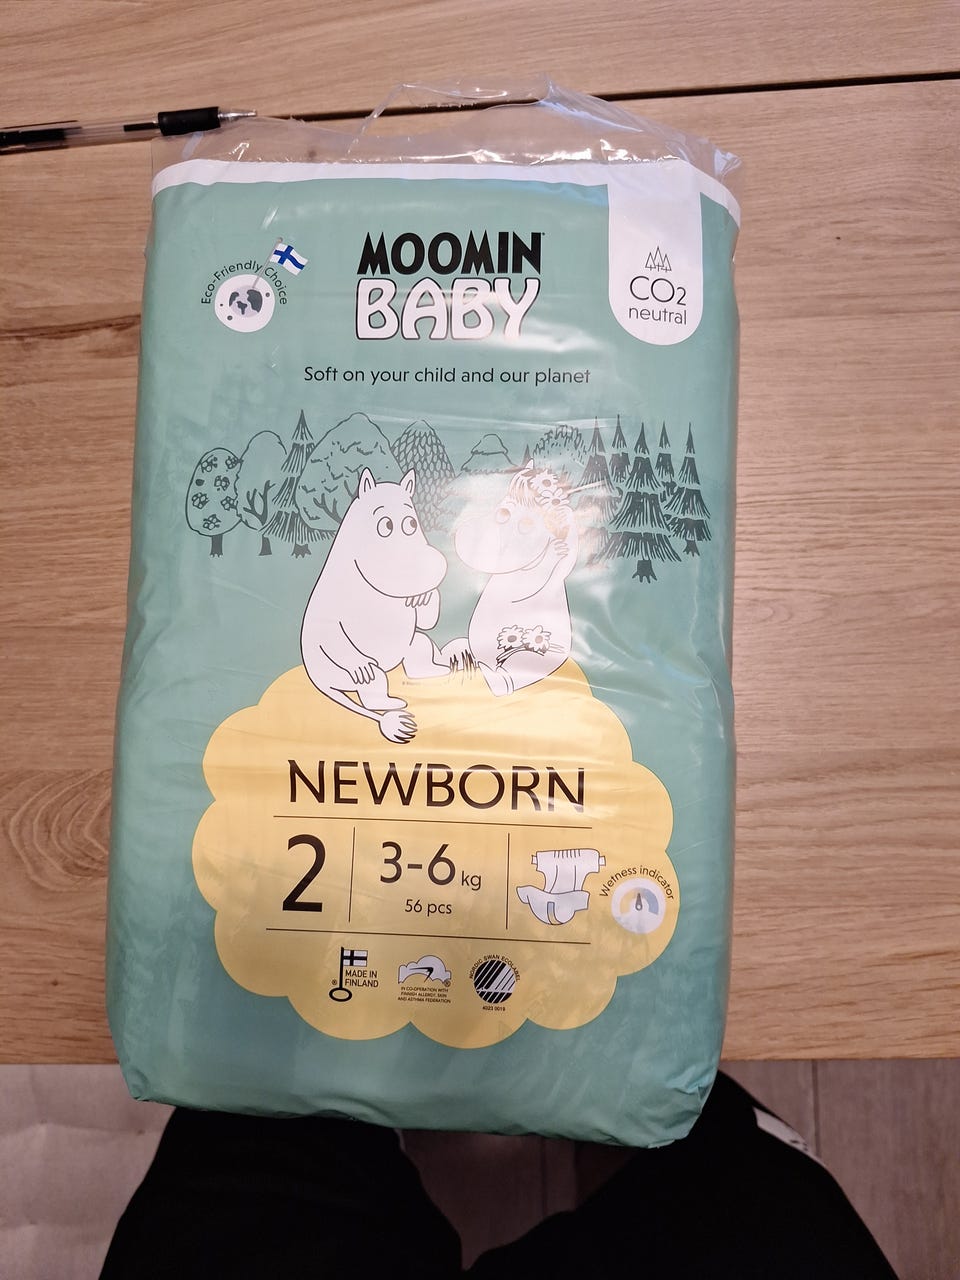 Eco-Friendly Choice
MOOMIN
BABY
CO2
neutral
Soft on your child and our planet
NEWBORN
2
3-6 kg
56 pcs
Wetness indicator
MADE IN
FINLAND
IN CO-OPERATION WITH
FINNISH ALLERGY, SKIN
AND ASTHMA FEDERATION
NORDIC SWAN ECOLABEL
4023 0019